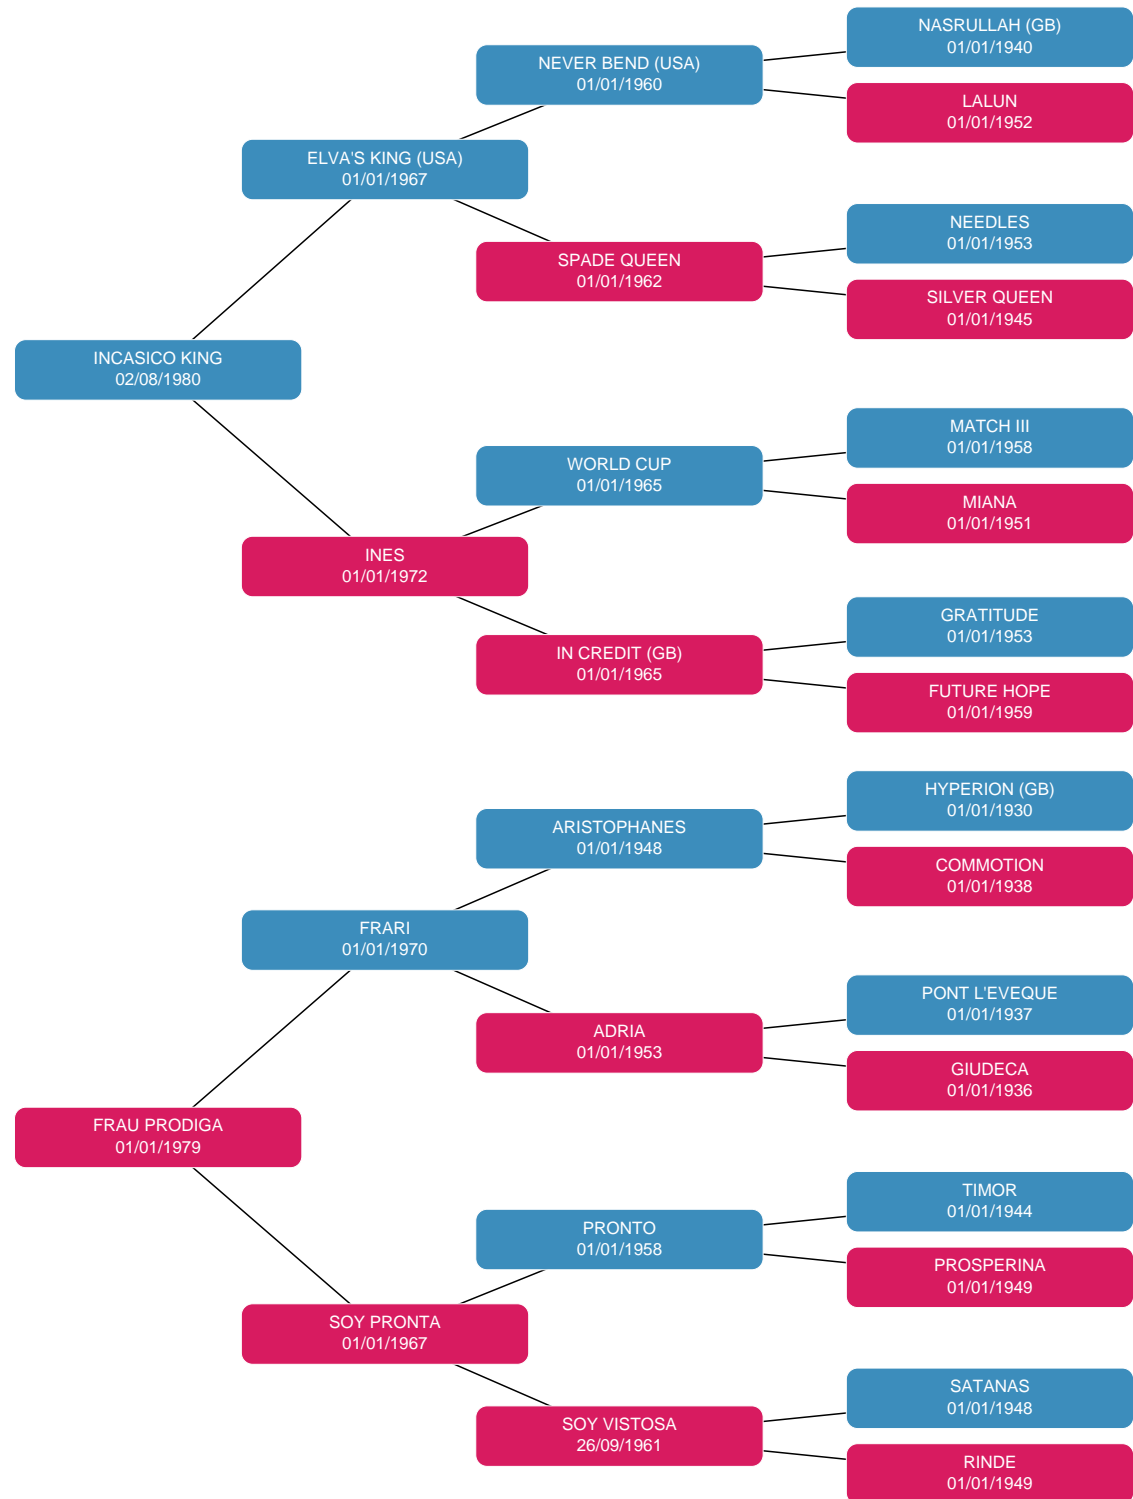 NASRULLAH (GB)
01/01/1940
NEVER BEND (USA)
01/01/1960
LALUN
01/01/1952
ELVA'S KING (USA)
01/01/1967
NEEDLES
01/01/1953
SPADE QUEEN
01/01/1962
SILVER QUEEN
01/01/1945
INCASICO KING
02/08/1980
MATCH III
01/01/1958
WORLD CUP
01/01/1965
MIANA
01/01/1951
INES
01/01/1972
GRATITUDE
01/01/1953
IN CREDIT (GB)
01/01/1965
FUTURE HOPE
01/01/1959
HYPERION (GB)
01/01/1930
ARISTOPHANES
01/01/1948
COMMOTION
01/01/1938
FRARI
01/01/1970
PONT L'EVEQUE
01/01/1937
ADRIA
01/01/1953
GIUDECA
01/01/1936
FRAU PRODIGA
01/01/1979
TIMOR
01/01/1944
PRONTO
01/01/1958
PROSPERINA
01/01/1949
SOY PRONTA
01/01/1967
SATANAS
01/01/1948
SOY VISTOSA
26/09/1961
RINDE
01/01/1949